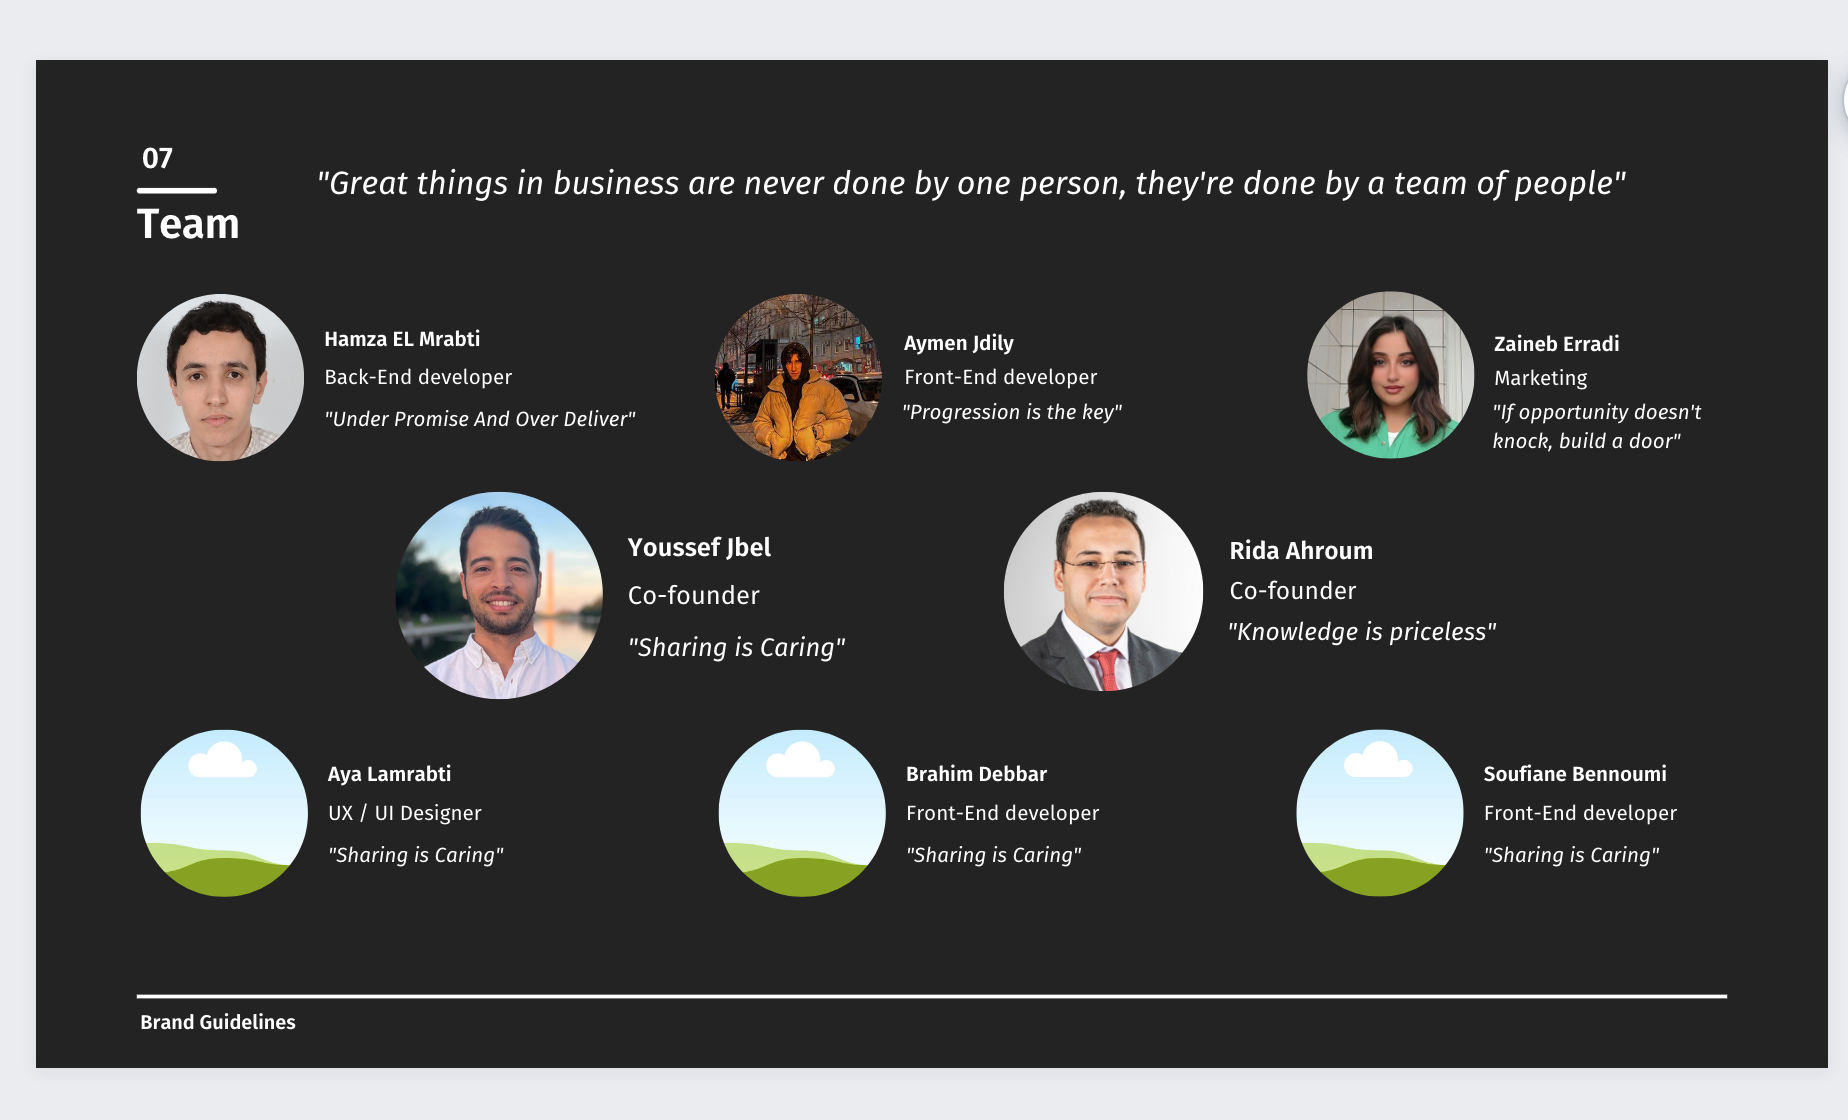 07
Team
"Great things in business are never done by one person, they're done by a team of people"
Hamza EL Mrabti
Back-End developer
"Under Promise And Over Deliver"
Aymen Jdily
Front-End developer
"Progression is the key"
Zaineb Erradi
Marketing
"If opportunity doesn't
knock, build a door"
Youssef Jbel
Co-founder
"Sharing is Caring"
Rida Ahroum
Co-founder
"Knowledge is priceless"
Aya Lamrabti
UX / UI Designer
"Sharing is Caring"
Brahim Debbar
Front-End developer
"Sharing is Caring"
Soufiane Bennoumi
Front-End developer
"Sharing is Caring"
Brand Guidelines